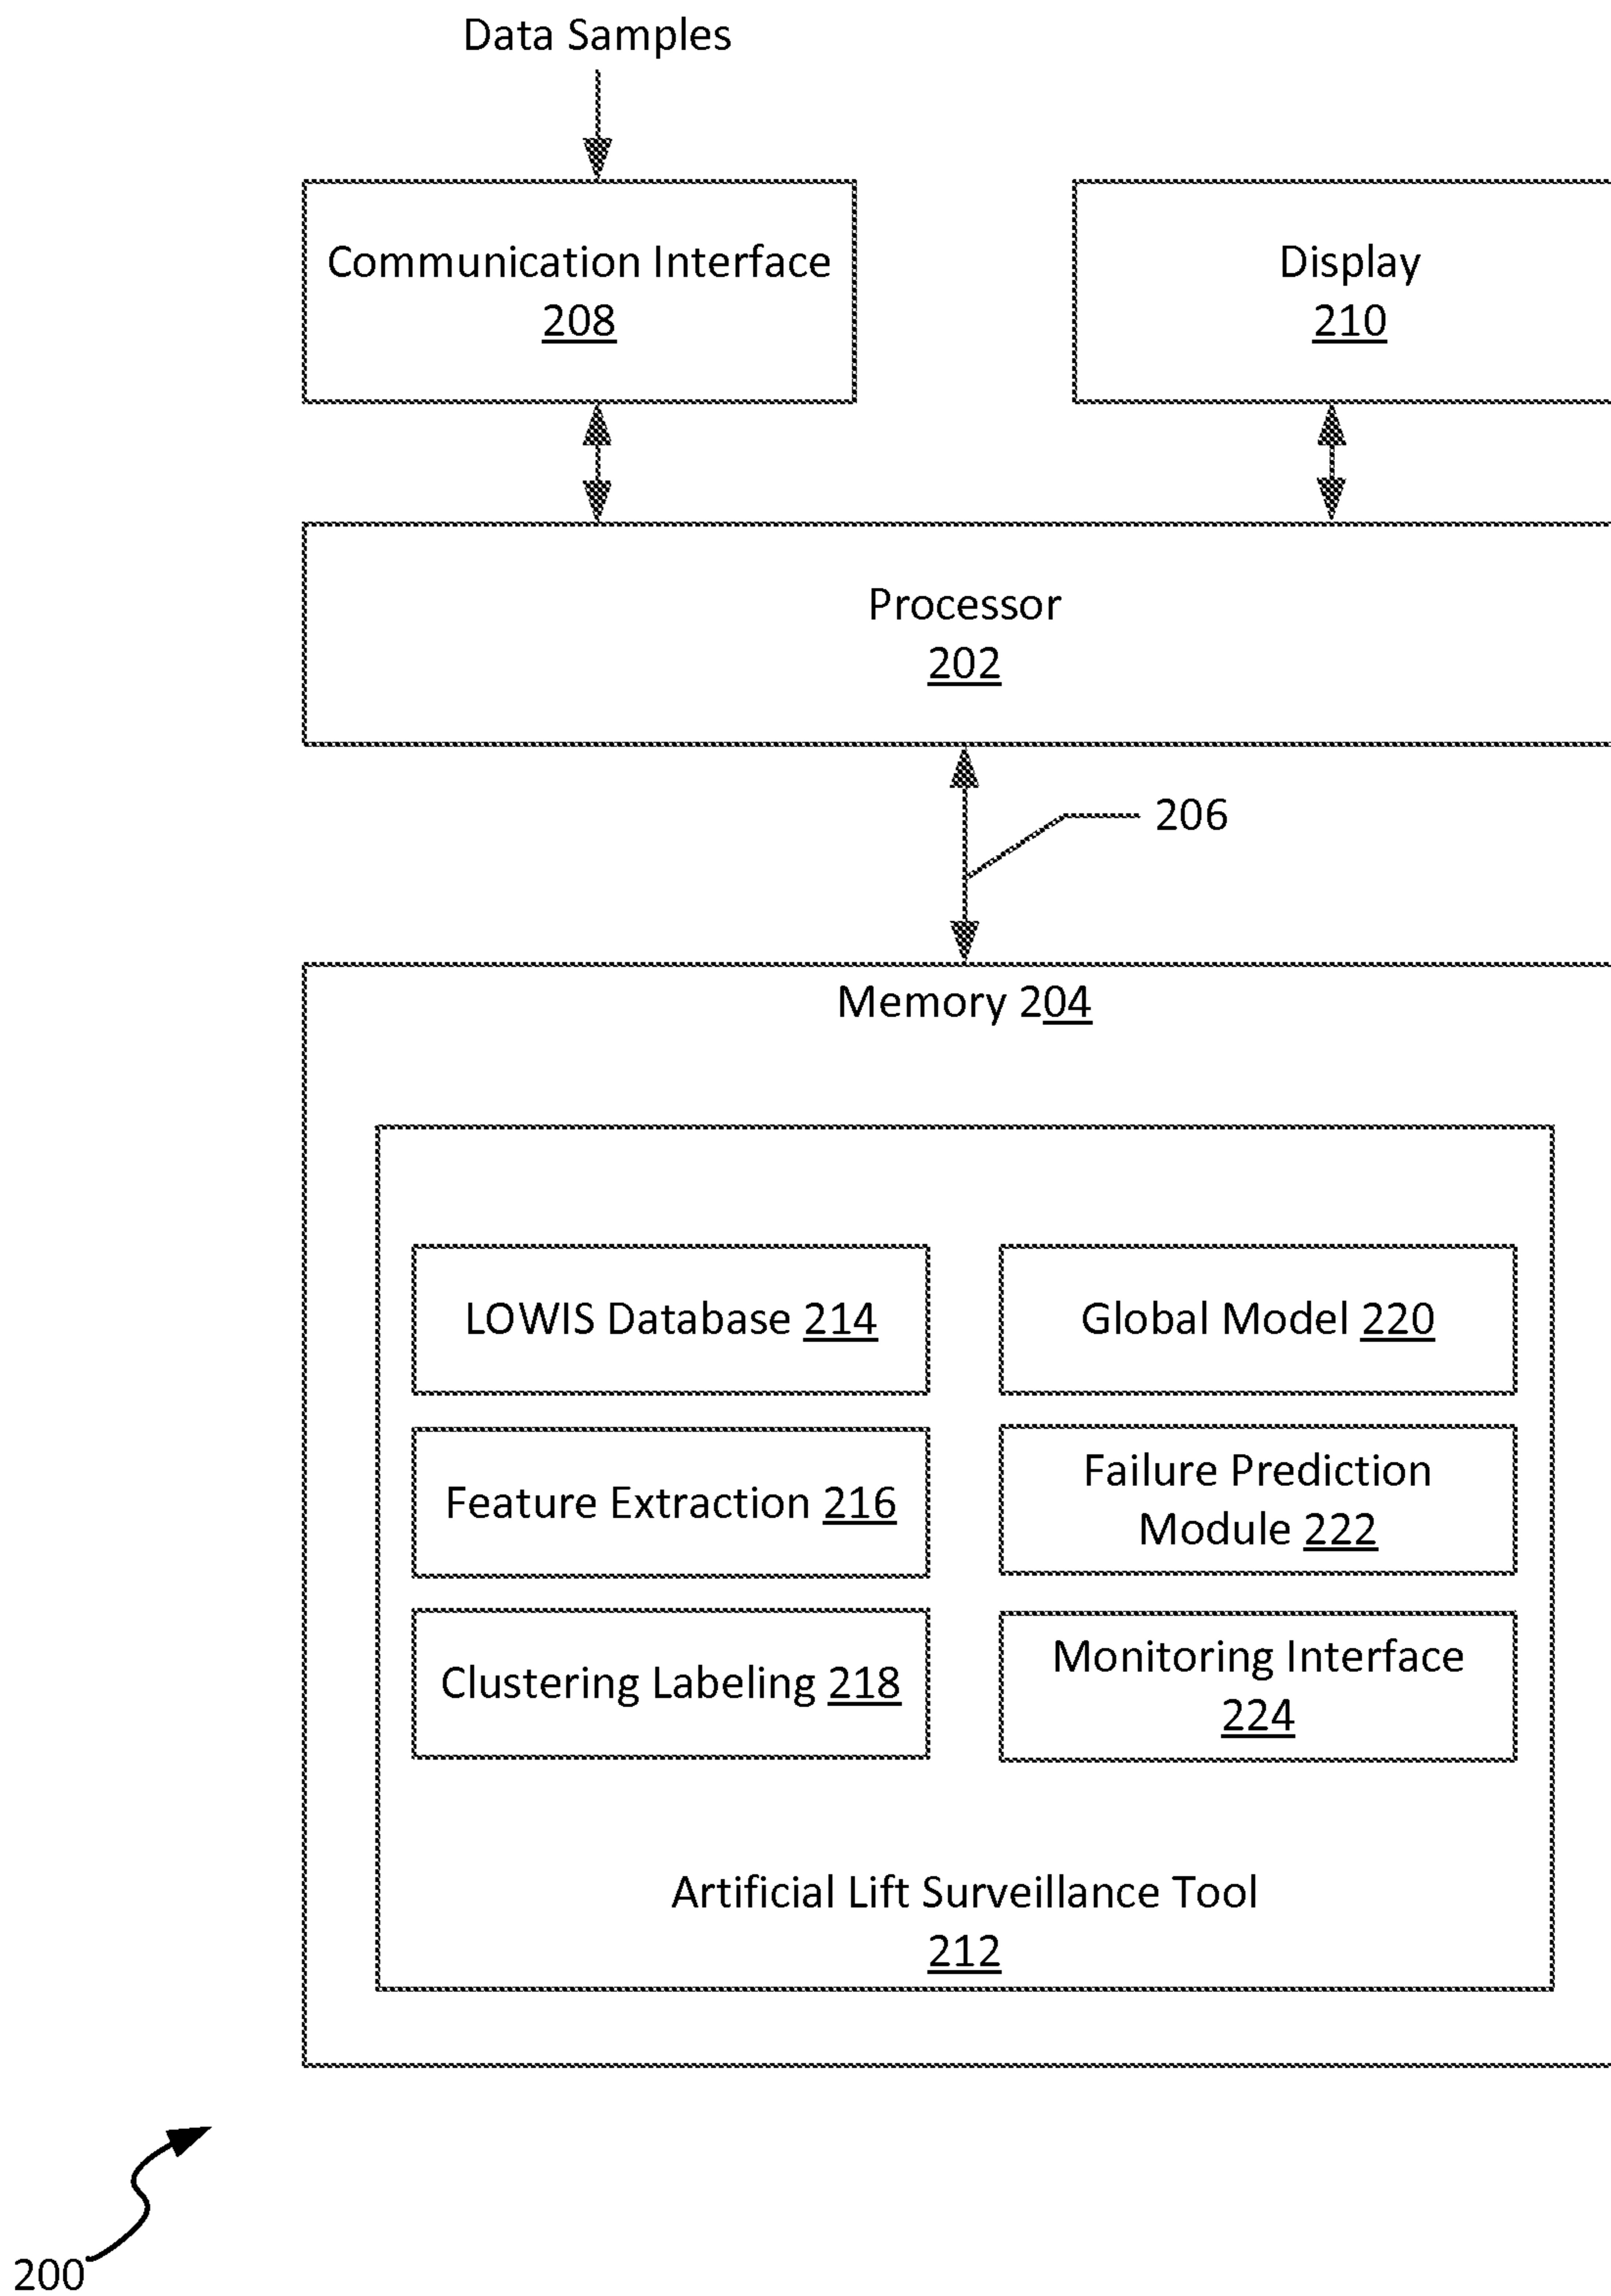 Data Samples
Communication Interface
208
Display
210
Processor
202
206
Memory 204
LOWIS Database 214
Global Model 220
Feature Extraction 216
Failure Prediction
Module 222
Clustering Labeling 218
Monitoring Interface
224
Artificial Lift Surveillance Tool
212
200